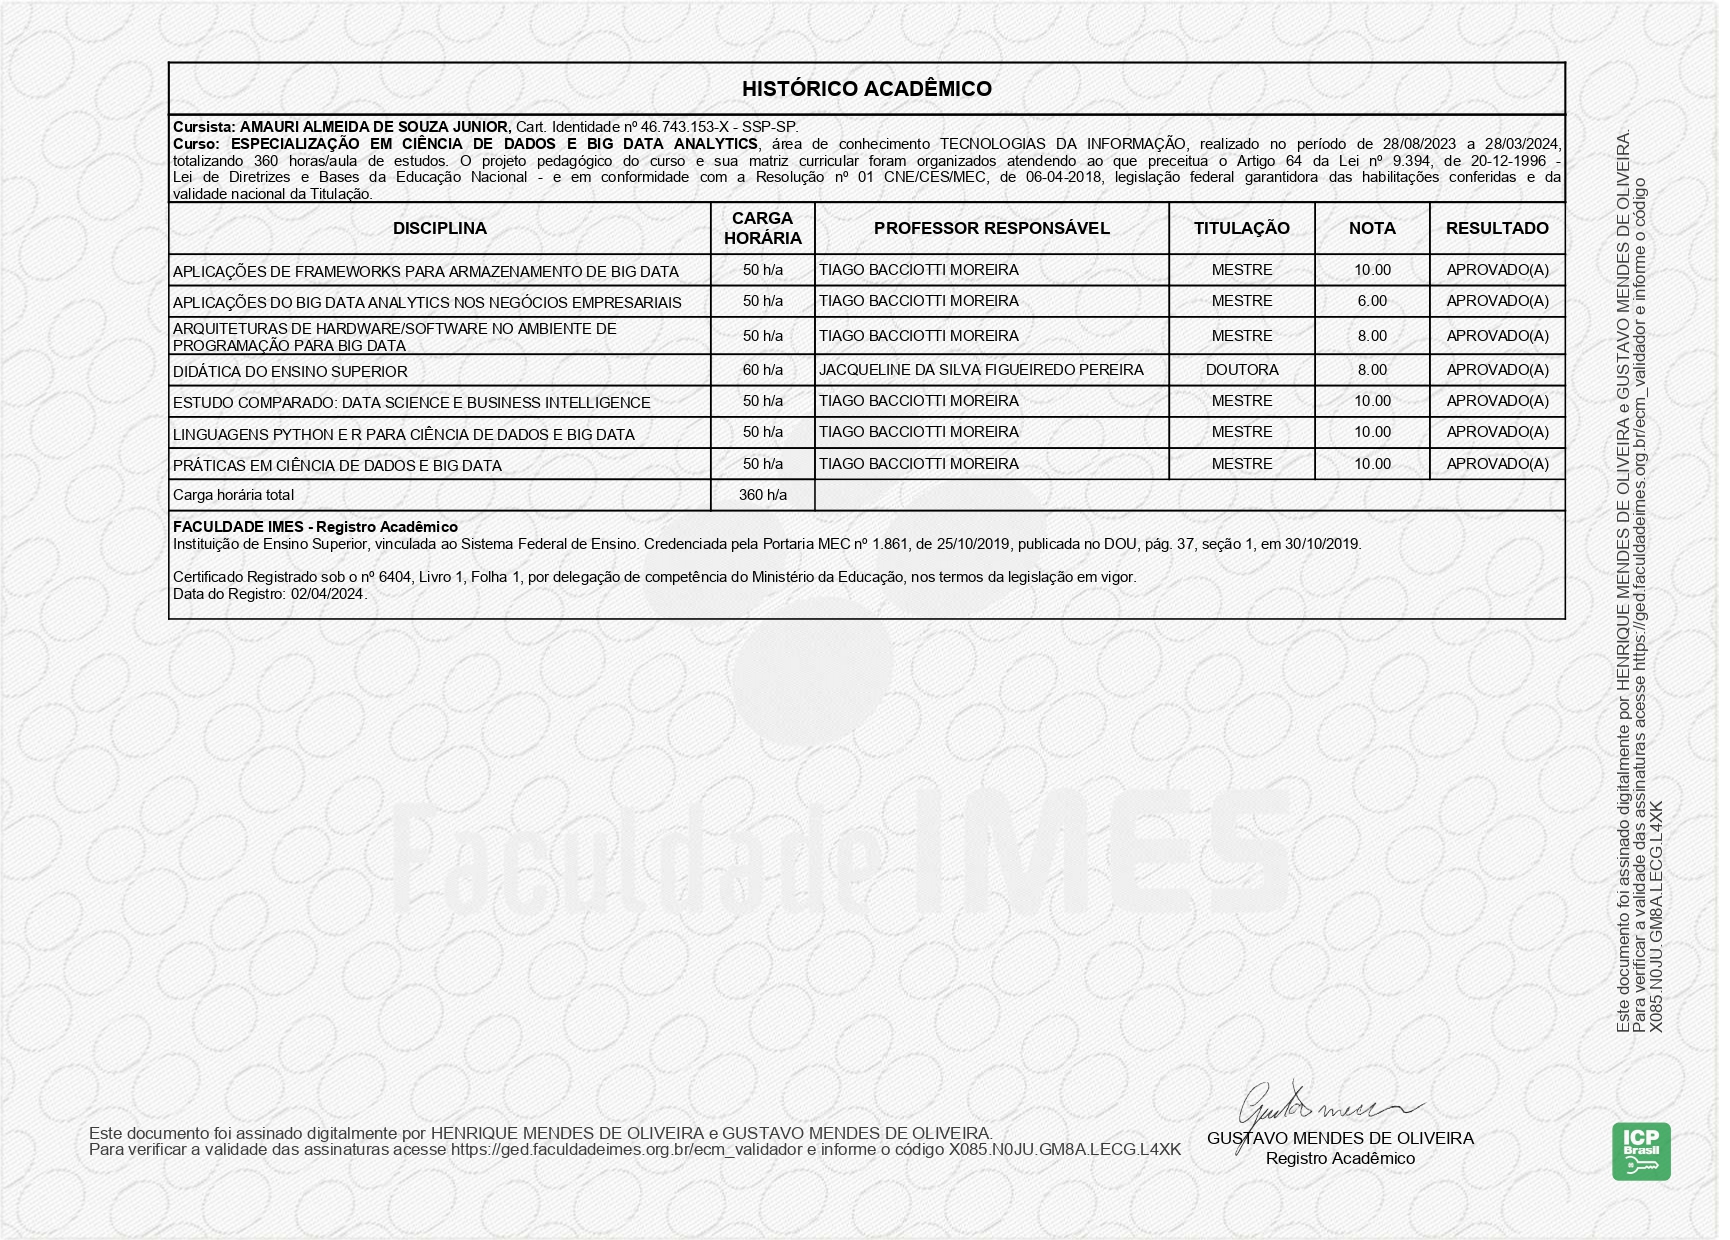 HISTÓRICO ACADÊMICO
Cursista: AMAURI ALMEIDA DE SOUZA JUNIOR, Cart. Identidade nº 46.743.153-X - SSP-SP.
Curso: ESPECIALIZAÇÃO EM CIÊNCIA DE DADOS E BIG DATA ANALYTICS, área de conhecimento TECNOLOGIAS DA INFORMAÇÃO, realizado no período de 28/08/2023 a 28/03/2024,
totalizando 360 horas/aula de estudos. O projeto pedagógico do curso e sua matriz curricular foram organizados atendendo ao que preceitua o Artigo 64 da Lei nº 9.394, de 20-12-1996 -
Lei de Diretrizes e Bases da Educação Nacional - e em conformidade com a Resolução nº 01 CNE/CES/MEC, de 06-04-2018, legislação federal garantidora das habilitações conferidas e da
validade nacional da Titulação.
DISCIPLINA CARGA HORÁRIA PROFESSOR RESPONSÁVEL TITULAÇÃO NOTA RESULTADO
APLICAÇÕES DE FRAMEWORKS PARA ARMAZENAMENTO DE BIG DATA 50 h/a TIAGO BACCIOTTI MOREIRA MESTRE 10.00 APROVADO(A)
APLICAÇÕES DO BIG DATA ANALYTICS NOS NEGÓCIOS EMPRESARIAIS 50 h/a TIAGO BACCIOTTI MOREIRA MESTRE 6.00 APROVADO(A)
ARQUITETURAS DE HARDWARE/SOFTWARE NO AMBIENTE DE
PROGRAMAÇÃO PARA BIG DATA 50 h/a TIAGO BACCIOTTI MOREIRA MESTRE 8.00 APROVADO(A)
DIDÁTICA DO ENSINO SUPERIOR 60 h/a JACQUELINE DA SILVA FIGUEIREDO PEREIRA DOUTORA 8.00 APROVADO(A)
ESTUDO COMPARADO: DATA SCIENCE E BUSINESS INTELLIGENCE 50 h/a TIAGO BACCIOTTI MOREIRA MESTRE 10.00 APROVADO(A)
LINGUAGENS PYTHON E R PARA CIÊNCIA DE DADOS E BIG DATA 50 h/a TIAGO BACCIOTTI MOREIRA MESTRE 10.00 APROVADO(A)
PRÁTICAS EM CIÊNCIA DE DADOS E BIG DATA 50 h/a TIAGO BACCIOTTI MOREIRA MESTRE 10.00 APROVADO(A)
Carga horária total 360 h/a
FACULDADE IMES - Registro Acadêmico
Instituição de Ensino Superior, vinculada ao Sistema Federal de Ensino. Credenciada pela Portaria MEC nº 1.861, de 25/10/2019, publicada no DOU, pág. 37, seção 1, em 30/10/2019.
Certificado Registrado sob o nº 6404, Livro 1, Folha 1, por delegação de competência do Ministério da Educação, nos termos da legislação em vigor.
Data do Registro: 02/04/2024.
Faculdade IMES
Este documento foi assinado digitalmente por HENRIQUE MENDES DE OLIVEIRA e GUSTAVO MENDES DE OLIVEIRA.
Para verificar a validade das assinaturas acesse https://ged.faculdadeimes.org.br/ecm_validador e informe o código X085.N0JU.GM8A.LECG.L4XK
GUSTAVO MENDES DE OLIVEIRA
Registro Acadêmico
ICP
Brasil
Este documento foi assinado digitalmente por HENRIQUE MENDES DE OLIVEIRA e GUSTAVO MENDES DE OLIVEIRA.
Para verificar a validade das assinaturas acesse https://ged.faculdadeimes.org.br/ecm_validador e informe o código
X085.N0JU.GM8A.LECG.L4XK